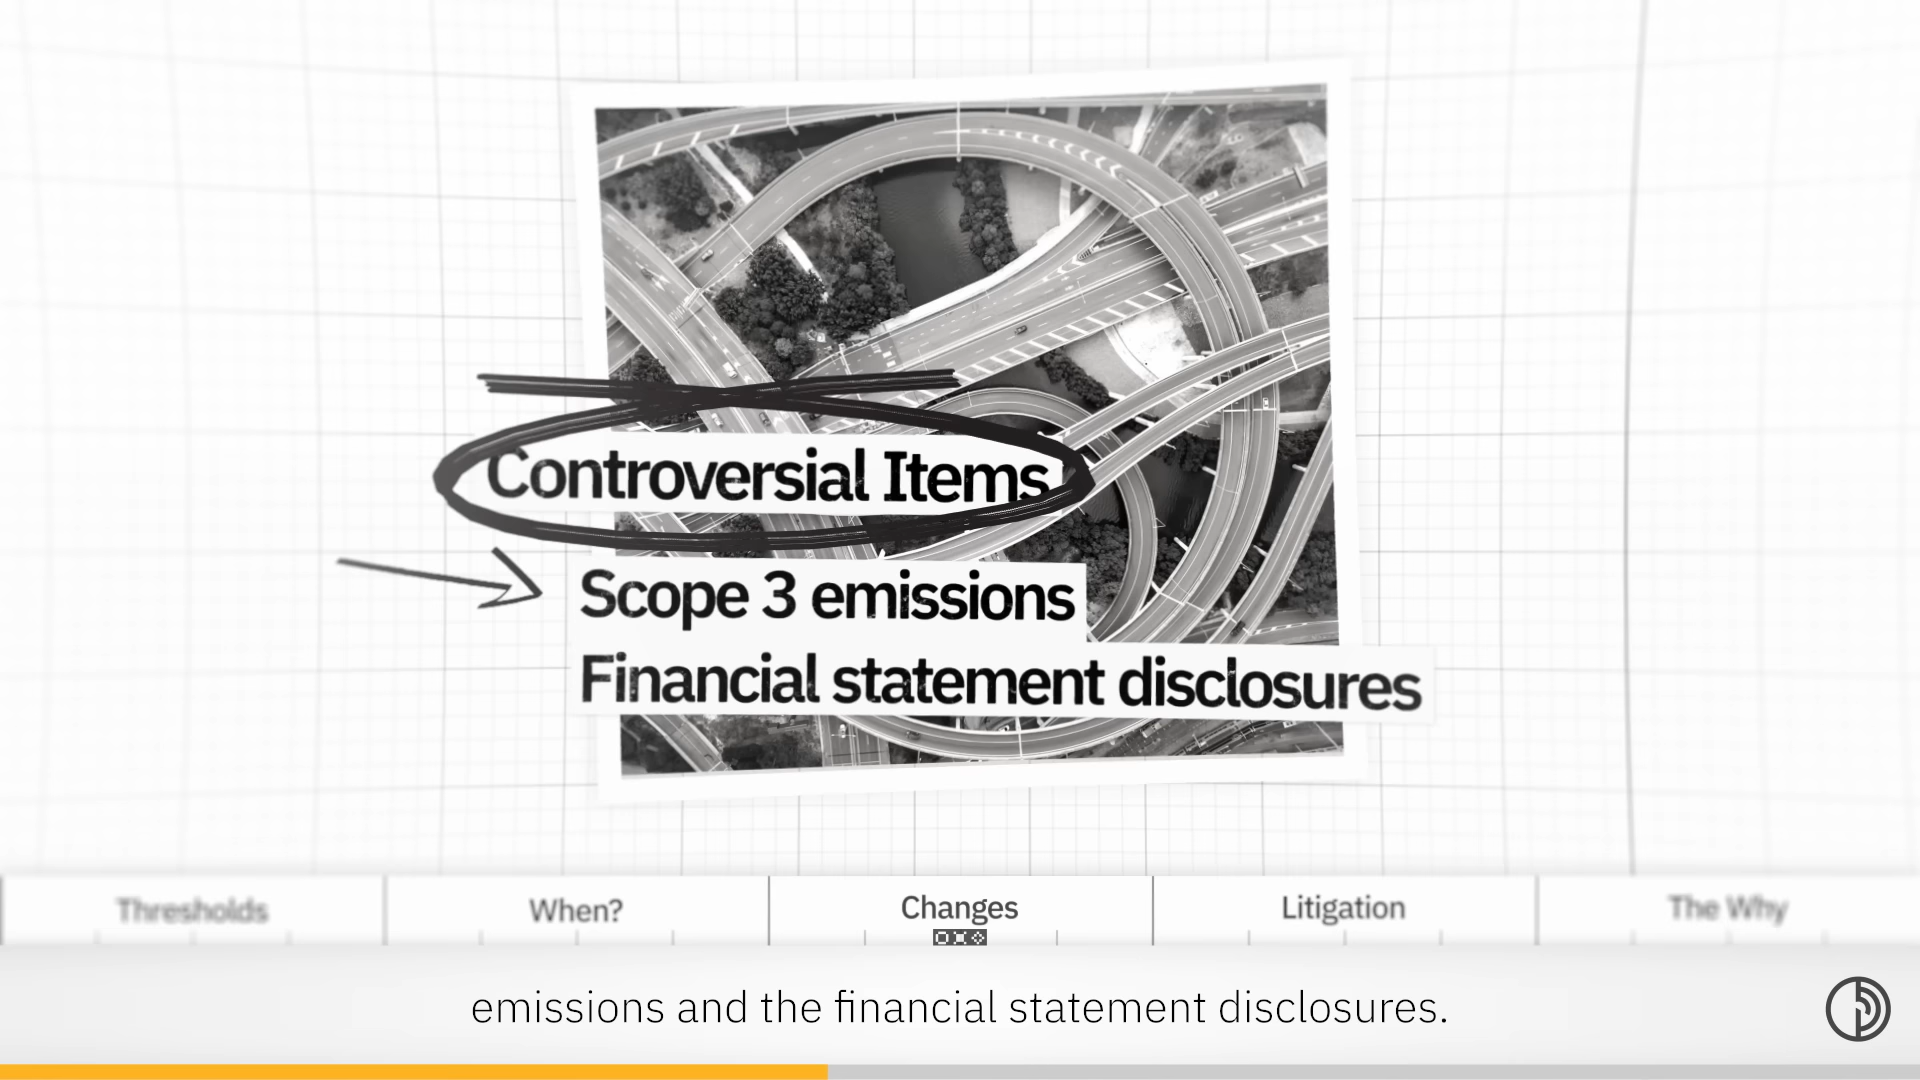 Controversial Items
Scope 3 emissions
Financial statement disclosures
Thresholds
When?
Changes
Litigation
The Why
emissions and the financial statement disclosures.